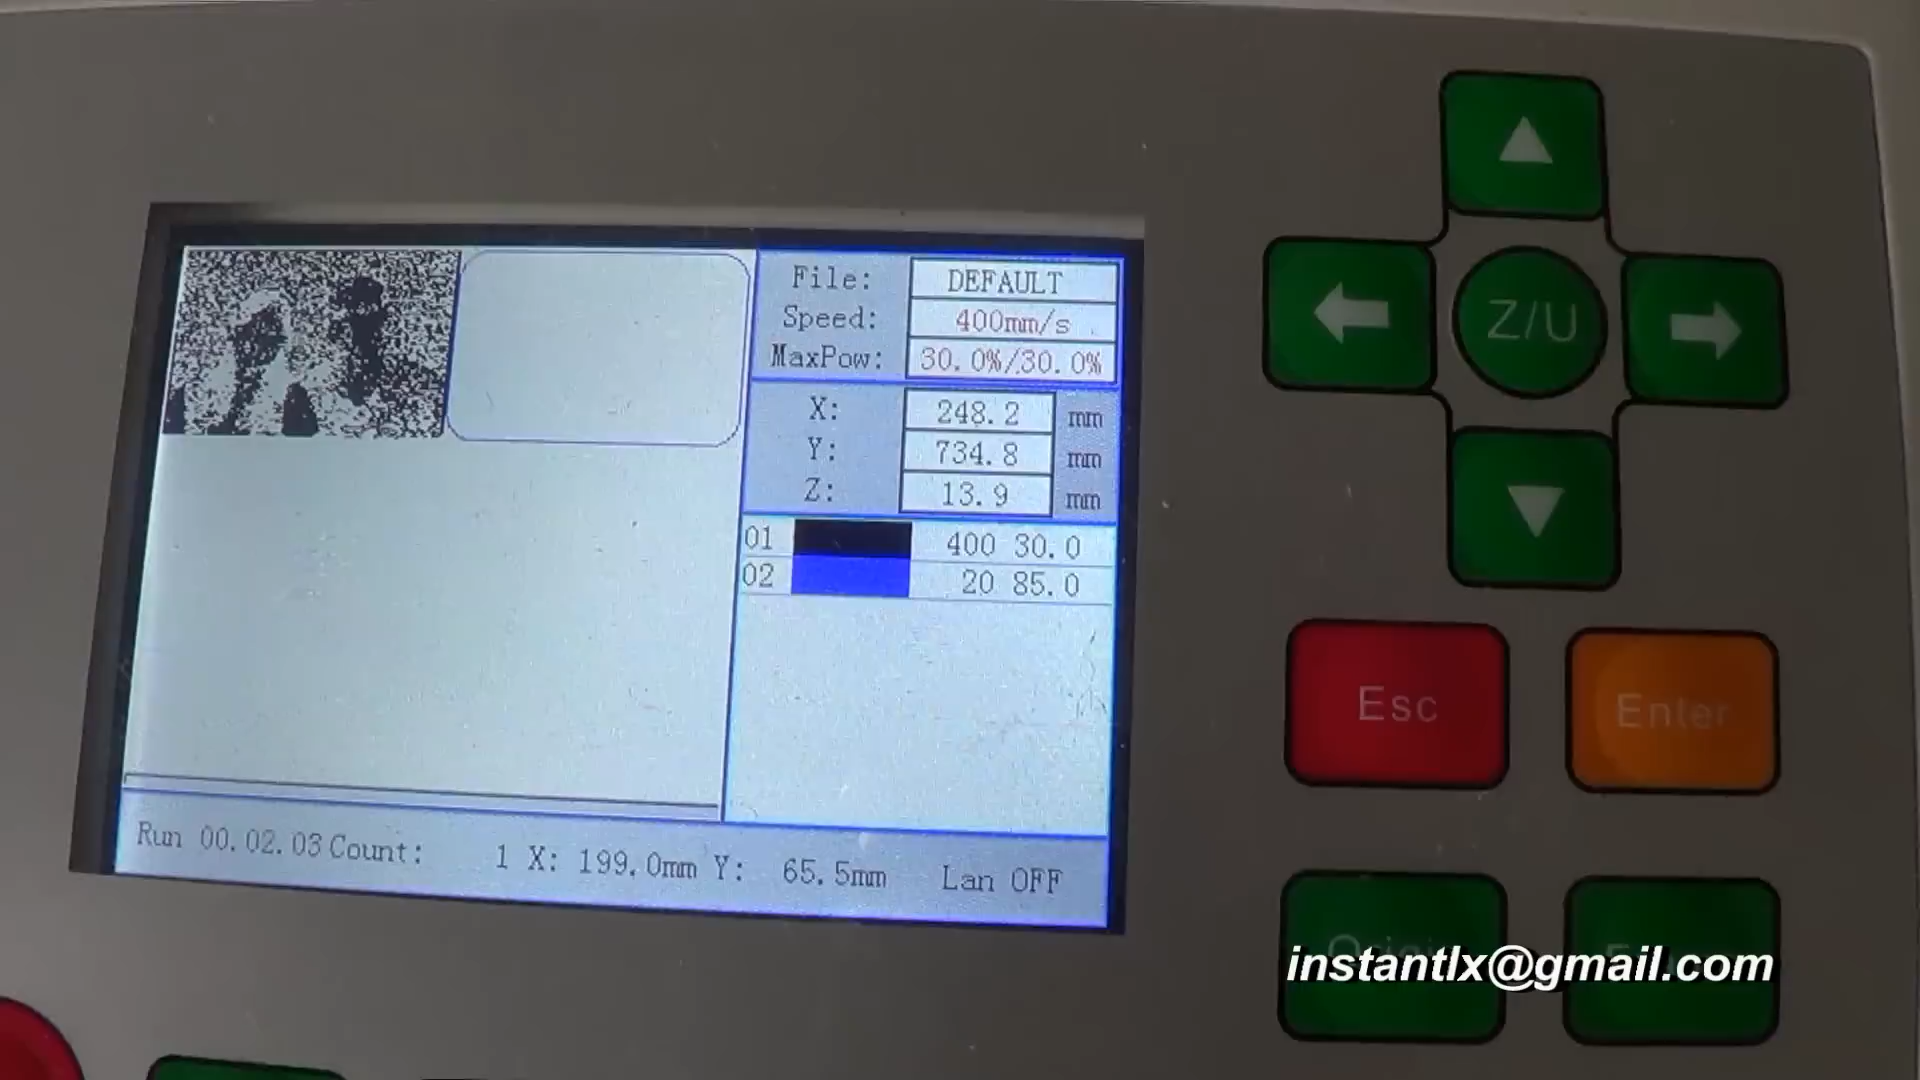 File: DEFAULT
Speed: 400mm/s
MaxPow: 30.0%/30.0%
X: 248.2 mm
Y: 734.8 mm
Z: 13.9 mm
01 400 30.0
02 20 85.0
Run 00.02.03 Count: 1 X: 199.0mm Y: 65.5mm Lan OFF
Z/U
Esc Enter
instantlx@gmail.com